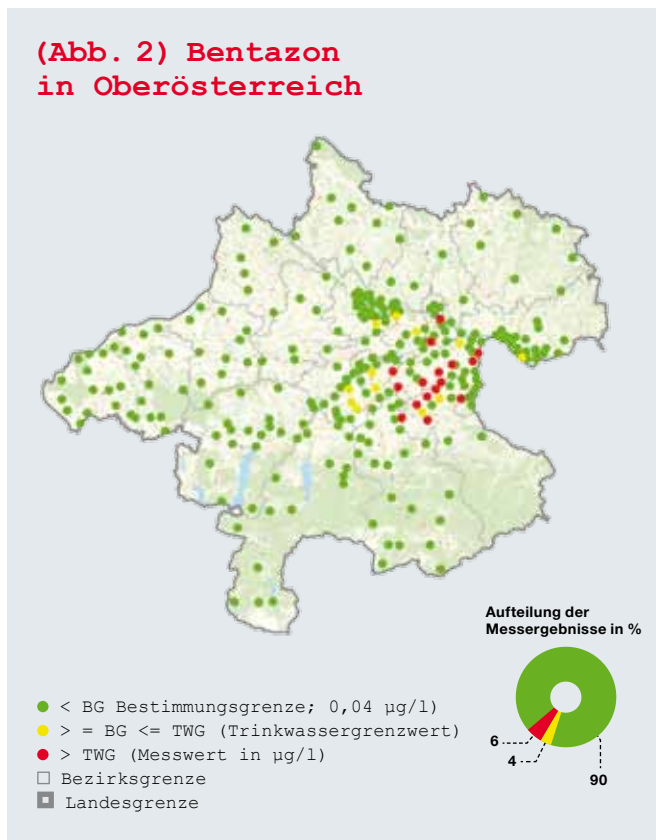 (Abb. 2) Bentazon
in Oberösterreich
Aufteilung der
Messergebnisse in %
6
4
90
< BG Bestimmungsgrenze; 0,04 µg/l)
> = BG <= TWG (Trinkwassergrenzwert)
> TWG (Messwert in µg/l)
Bezirksgrenze
Landesgrenze